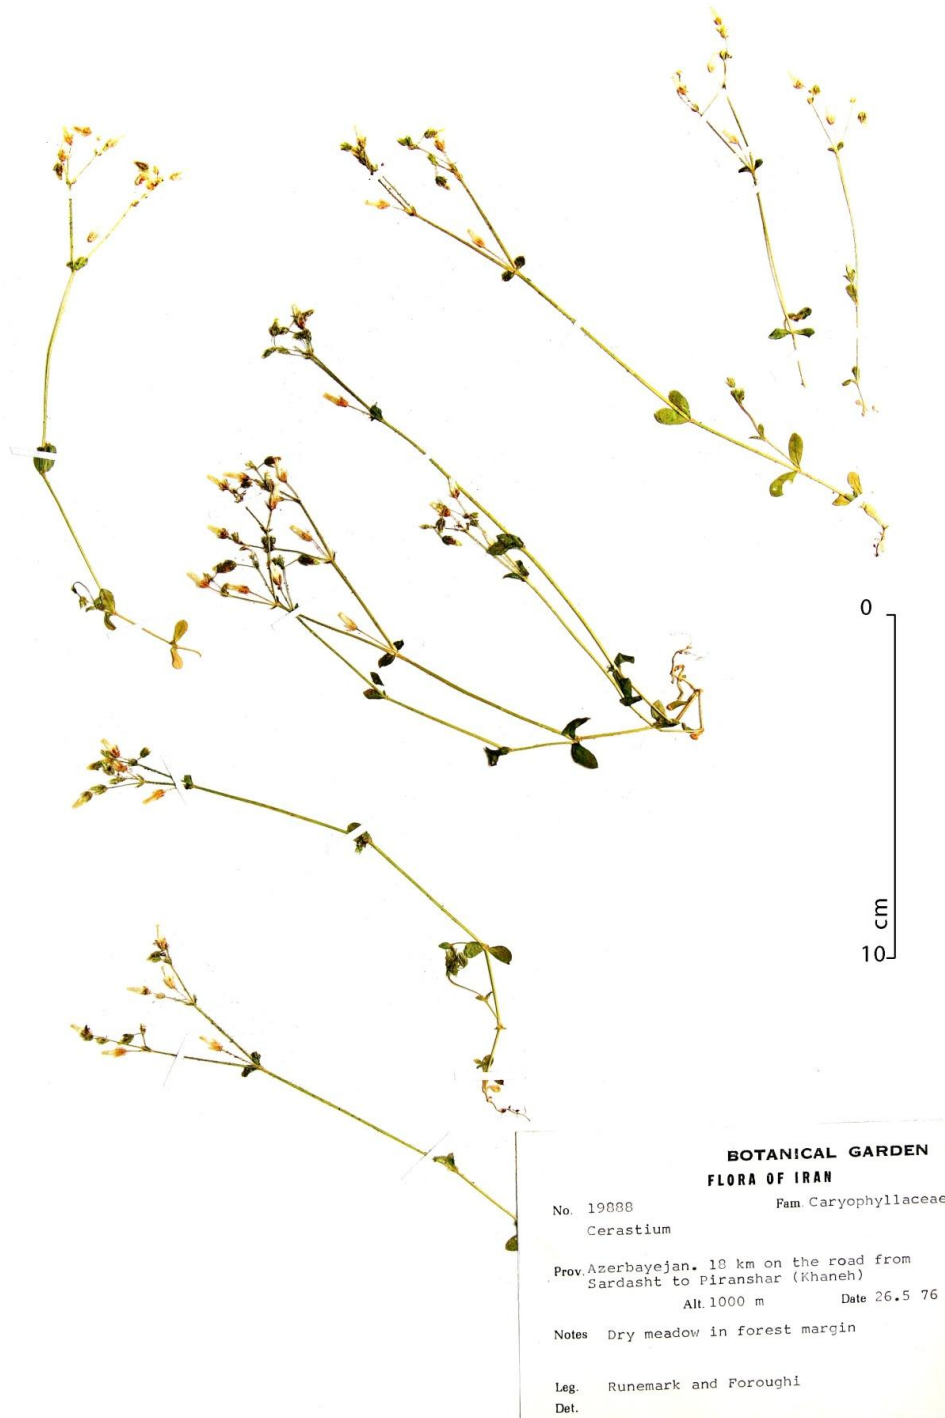 0
cm
10
BOTANICAL GARDEN
FLORA OF IRAN
No. 19888 Fam. Caryophyllaceae
Cerastium
Prov. Azerbayejan. 18 km on the road from
Sardasht to Piranshar (Khaneh)
Alt. 1000 m Date 26.5 76
Notes Dry meadow in forest margin
Leg. Runemark and Foroughi
Det.